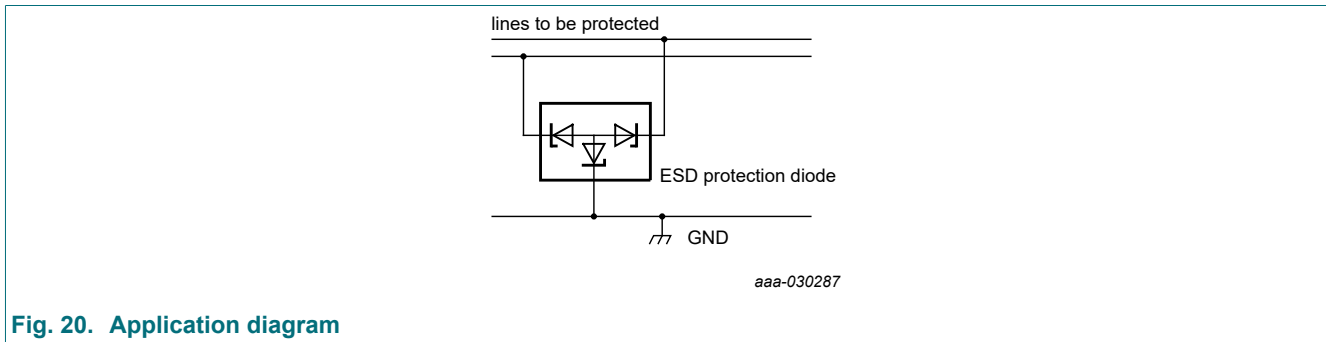 lines to be protected
ESD protection diode
GND
aaa-030287
Fig. 20. Application diagram